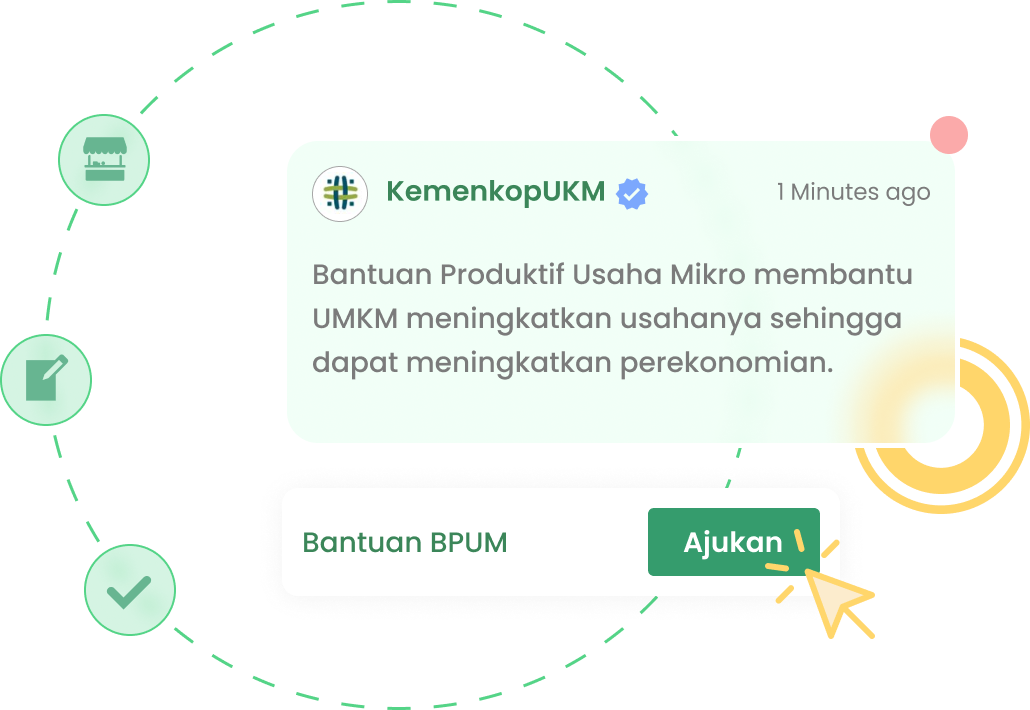 KemenkopUKM
1 Minutes ago
Bantuan Produktif Usaha Mikro membantu
UMKM meningkatkan usahanya sehingga
dapat meningkatkan perekonomian.
Bantuan BPUM
Ajukan